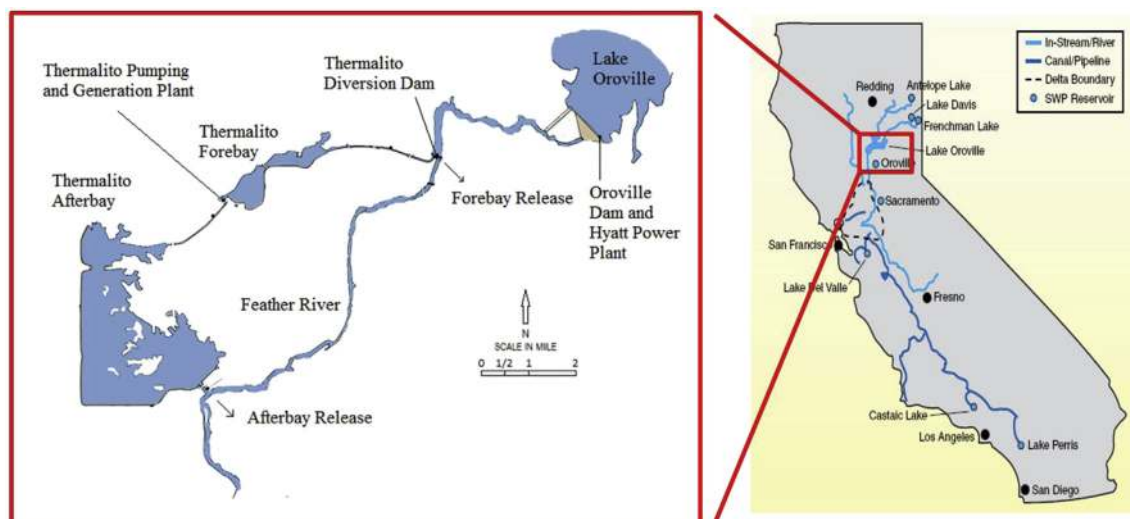 Thermalito Pumping
and Generation Plant
Thermalito
Diversion Dam
Lake
Oroville
Thermalito
Forebay
Thermalito
Afterbay
Forebay Release
Oroville
Dam and
Hyatt Power
Plant
Feather River
N
SCALE IN MILE
0 1/2 1 2
Afterbay Release
In-Stream/River
Canal/Pipeline
Delta Boundary
SWP Reservoir
Redding
Antelope Lake
Lake Davis
Frenchman Lake
Lake Oroville
Oroville
Sacramento
San Francisco
Lake Del Valle
Fresno
Castaic Lake
Los Angeles
Lake Perris
San Diego